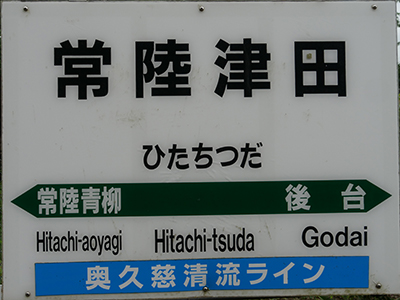 常陸津田
ひたちつだ
常陸青柳 後台
Hitachi-aoyagi Hitachi-tsuda Godai
奥久慈清流ライン